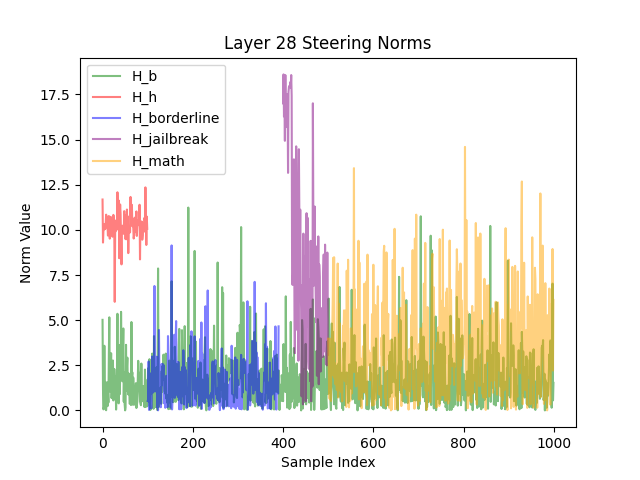 Layer 28 Steering Norms
H_b
H_h
H_borderline
H_jailbreak
H_math
Norm Value
17.5
15.0
12.5
10.0
7.5
5.0
2.5
0.0
0 200 400 600 800 1000
Sample Index